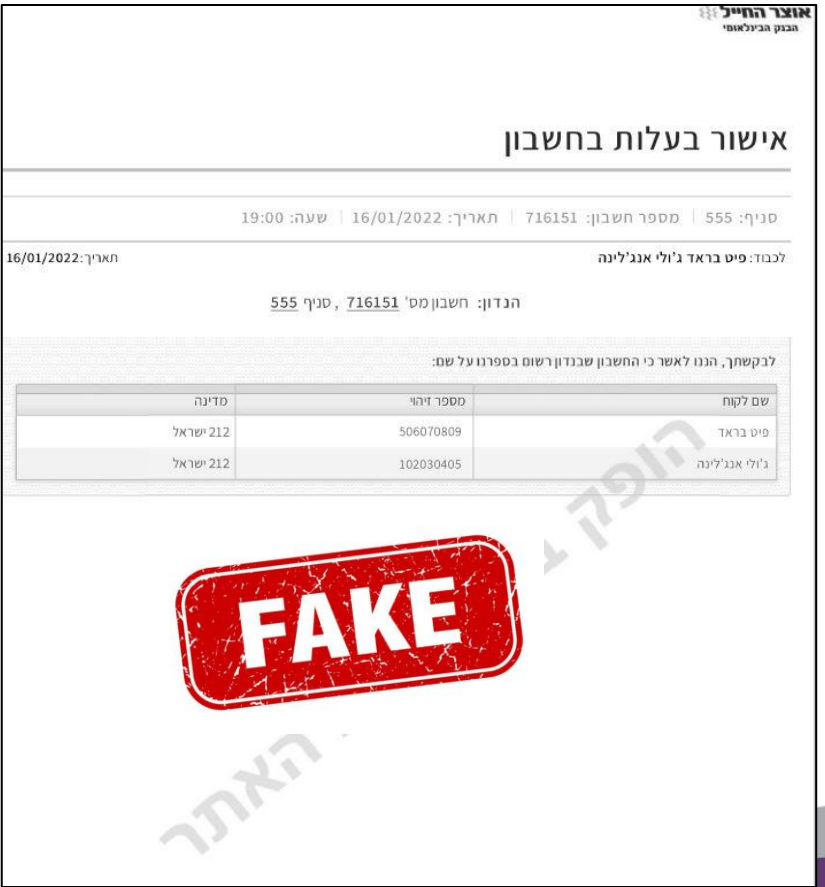 אוצר החייל
הבנק הבינלאומי
אישור בעלות בחשבון
סניף: 555 | מספר חשבון: 716151 | תאריך: 16/01/2022 | שעה: 19:00
לכבוד: פיט בראד ג'ולי אנג'לינה
תאריך:16/01/2022
הנדון: חשבון מס' 716151 , סניף 555
לבקשתך, הננו לאשר כי החשבון שבנדון רשום בספרנו על שם:
שם לקוח מספר זיהוי מדינה
פיט בראד 506070809 212 ישראל
ג'ולי אנג'לינה 102030405 212 ישראל
הופק
FAKE
האתר